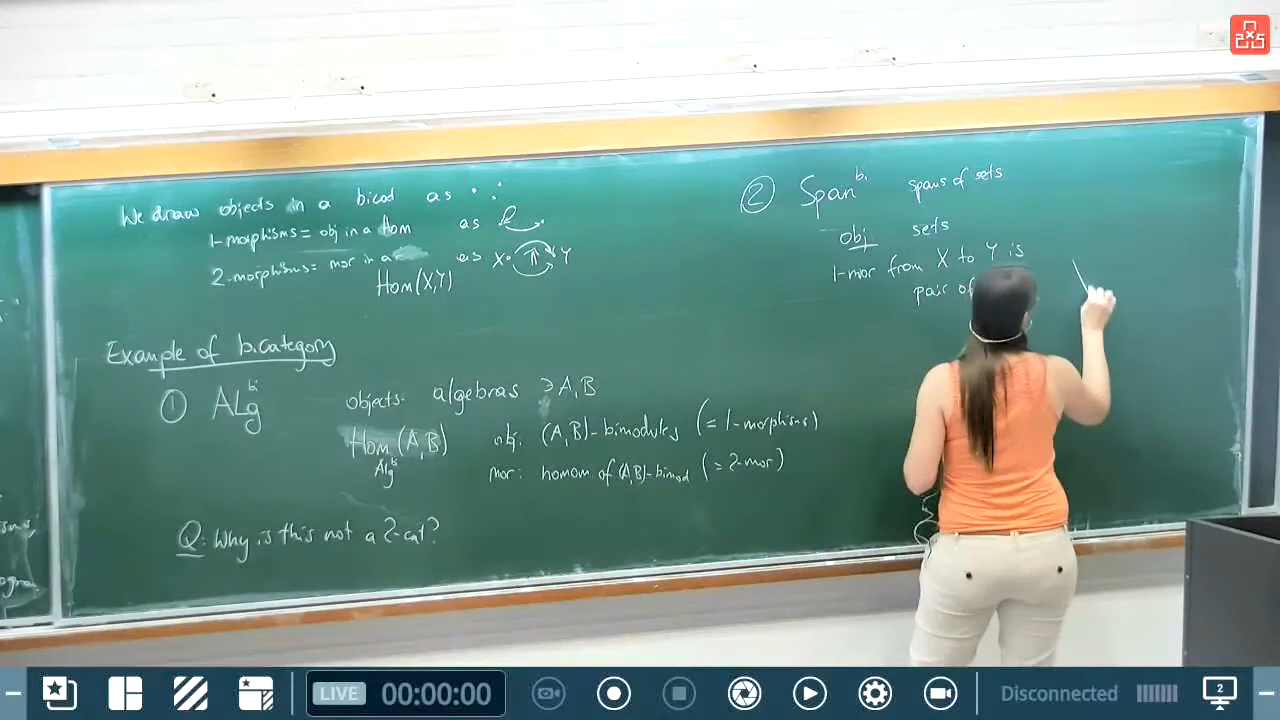 We draw objects in a bicat as
1-morphisms = obj in a Hom as
2-morphisms = mor in a as X Y
Hom(X,Y)
Example of bicategory
① ALg^bi objects: algebras ∋ A,B
Hom_Alg^bi (A,B) obj: (A,B)-bimodules (= 1-morphisms)
mor: homom of (A,B)-bimod (= 2-mor)
Q: Why is this not a 2-cat?
② Span^bi spans of sets
obj sets
1-mor from X to Y is
pair of
LIVE 00:00:00 Disconnected 2